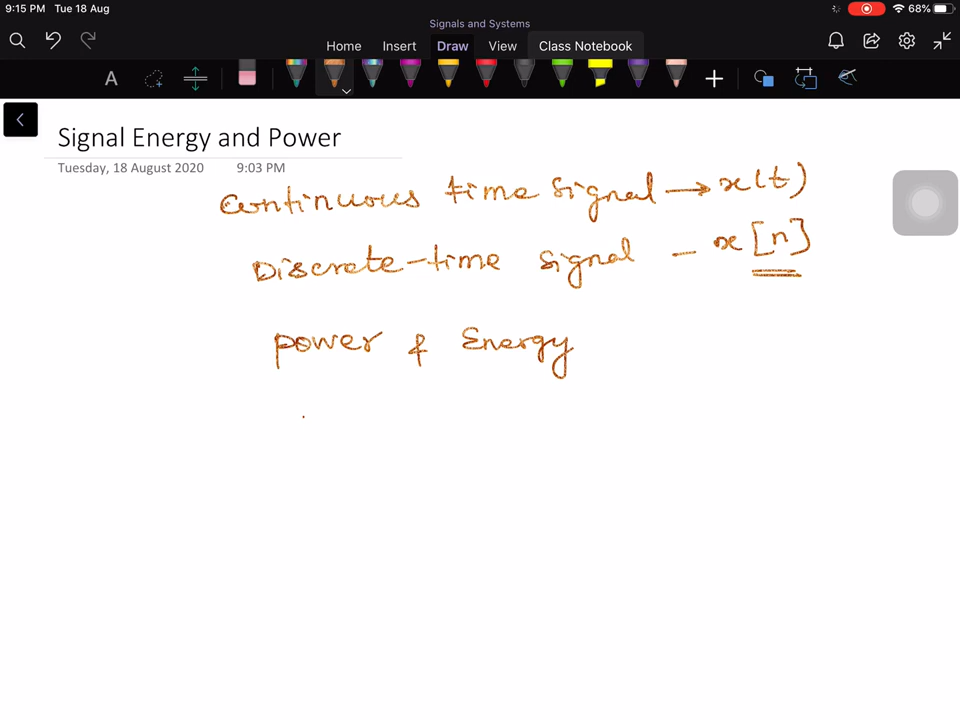 9:15 PM Tue 18 Aug 68%
Signals and Systems
Home Insert Draw View Class Notebook
A
Signal Energy and Power
Tuesday, 18 August 2020 9:03 PM
Continuous time signal → x(t)
Discrete-time signal - x[n]
Power & Energy